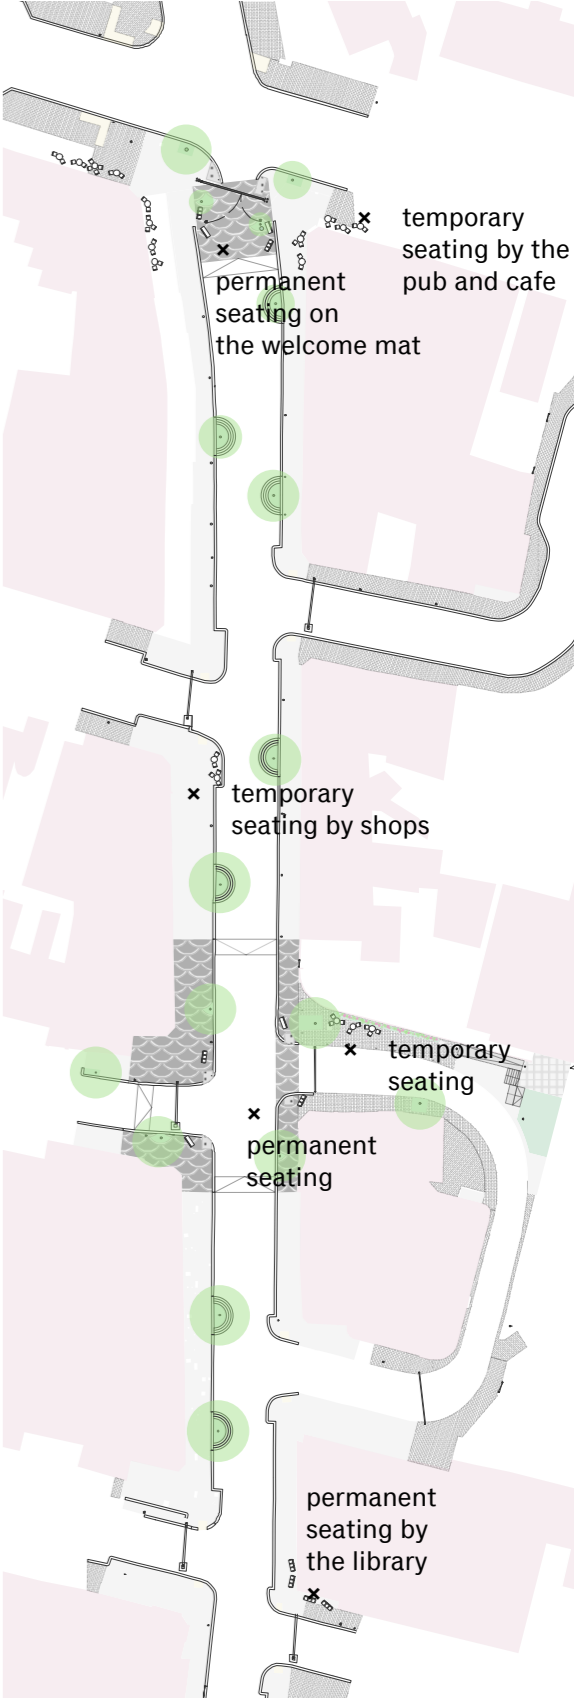 temporary
seating by the
pub and cafe
permanent
seating on
the welcome mat
temporary
seating by shops
temporary
seating
permanent
seating
permanent
seating by
the library